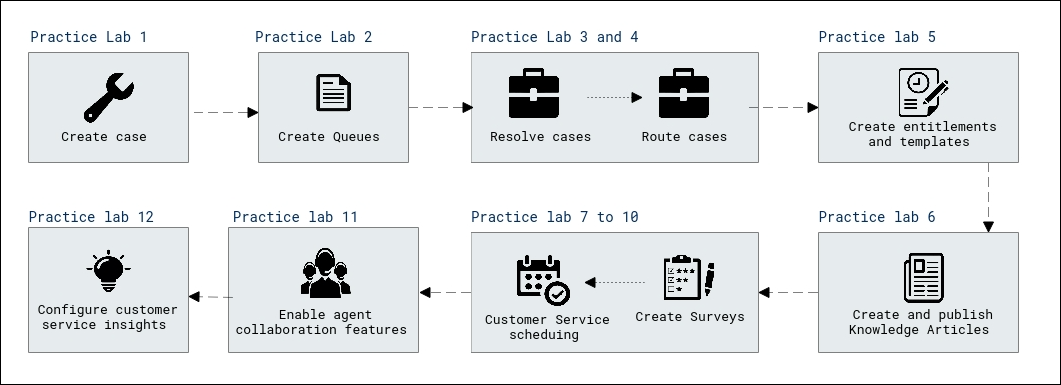 Practice Lab 1
Create case
Practice Lab 2
Create Queues
Practice Lab 3 and 4
Resolve cases
Route cases
Practice lab 5
Create entitlements
and templates
Practice lab 6
Create and publish
Knowledge Articles
Practice lab 7 to 10
Create Surveys
Customer Service
scheduing
Practice lab 11
Enable agent
collaboration features
Practice lab 12
Configure customer
service insights